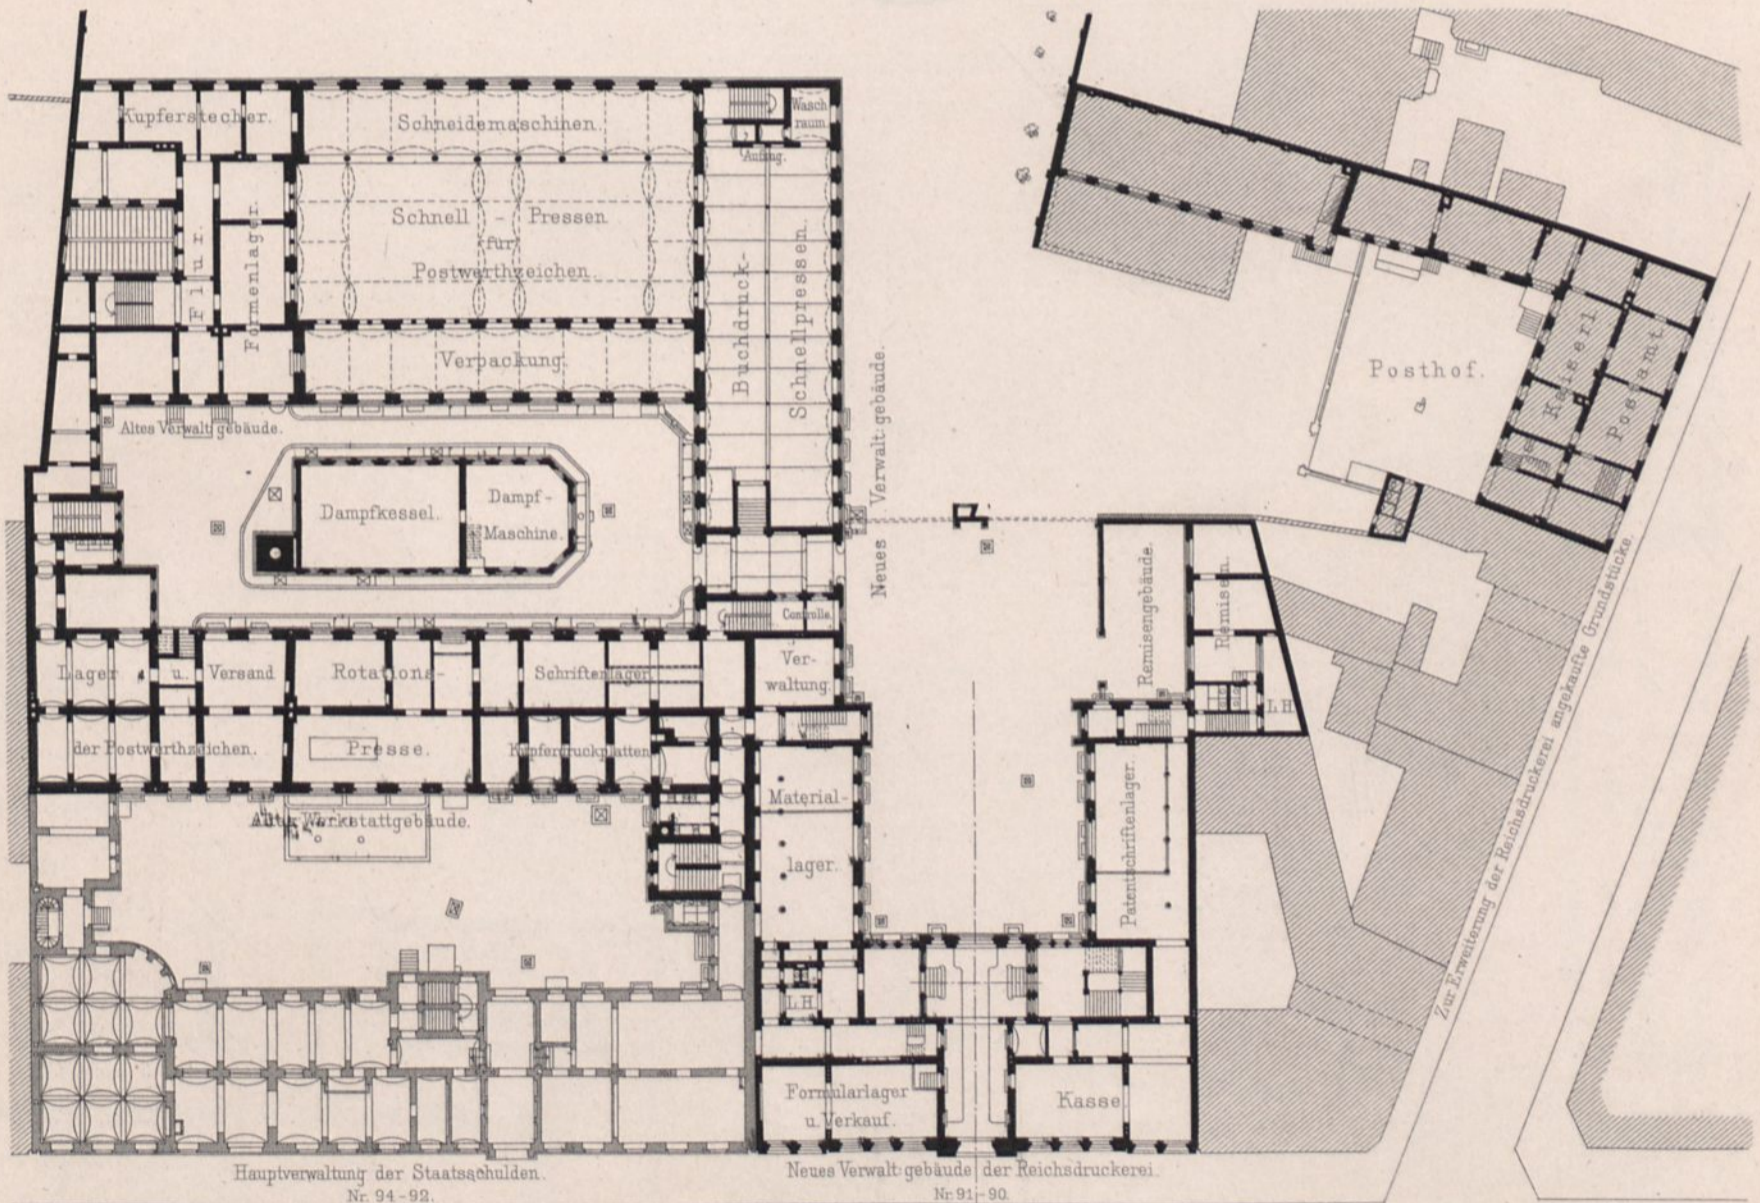 Kupferstecher.
Schneidemaschinen.
Wasch
raum.
Aufzug.
Flur.
Formenlager.
Schnell - Pressen
für
Postwerthzeichen.
Buchdruck-
Schnellpressen.
Verpackung.
Altes Verwalt: gebäude.
Dampfkessel.
Dampf-
Maschine.
Neues Verwalt: gebäude.
Posthof.
Kaiserl.
Postamt.
Controlle.
Lager u. Versand
der Postwerthzeichen.
Rotations-
Presse.
Schriftenlager.
Kupferdruckplatten.
Ver-
waltung.
Remisengebäude.
Remisen.
L.H.
Altes Werkstattgebäude.
Material-
lager.
Patentschriftenlager.
Zur Erweiterung der Reichsdruckerei angekaufte Grundstücke.
L.H.
Formularlager
u. Verkauf.
Kasse
Hauptverwaltung der Staatsschulden.
Nr. 94-92.
Neues Verwalt: gebäude der Reichsdruckerei.
Nr. 91-90.